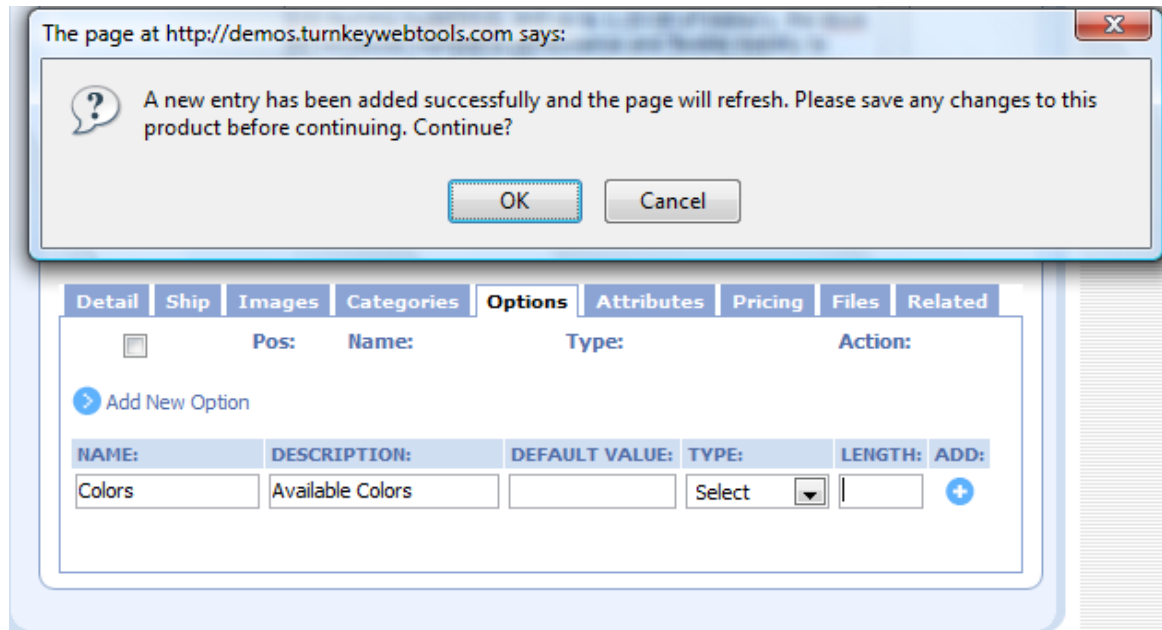 The page at http://demos.turnkeywebtools.com says:
A new entry has been added successfully and the page will refresh. Please save any changes to this
product before continuing. Continue?
OK Cancel
Detail Ship Images Categories Options Attributes Pricing Files Related
Pos: Name: Type: Action:
Add New Option
NAME: DESCRIPTION: DEFAULT VALUE: TYPE: LENGTH: ADD:
Colors Available Colors Select